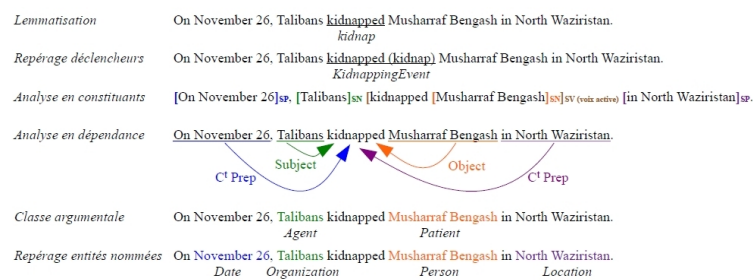 Lemmatisation On November 26, Talibans kidnapped Musharraf Bengash in North Waziristan.
kidnap
Repérage déclencheurs On November 26, Talibans kidnapped (kidnap) Musharraf Bengash in North Waziristan.
KidnappingEvent
Analyse en constituants [On November 26]SP, [Talibans]SN [kidnapped [Musharraf Bengash]SN]SV (voix active) [in North Waziristan]SP.
Analyse en dépendance On November 26, Talibans kidnapped Musharraf Bengash in North Waziristan.
Subject Object
Cᵗ Prep Cᵗ Prep
Classe argumentale On November 26, Talibans kidnapped Musharraf Bengash in North Waziristan.
Agent Patient
Repérage entités nommées On November 26, Talibans kidnapped Musharraf Bengash in North Waziristan.
Date Organization Person Location